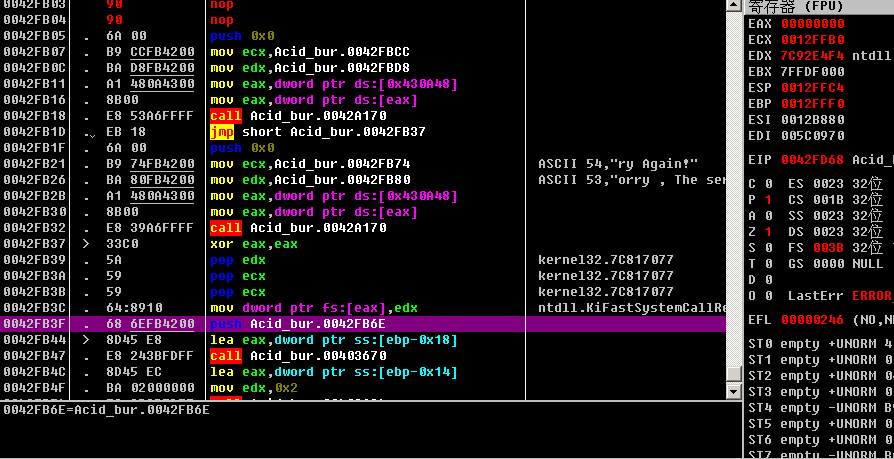 0042FB03 90 nop
0042FB04 90 nop
0042FB05 . 6A 00 push 0x0
0042FB07 . B9 CCFB4200 mov ecx,Acid_bur.0042FBCC
0042FB0C . BA D8FB4200 mov edx,Acid_bur.0042FBD8
0042FB11 . A1 480A4300 mov eax,dword ptr ds:[0x430A48]
0042FB16 . 8B00 mov eax,dword ptr ds:[eax]
0042FB18 . E8 53A6FFFF call Acid_bur.0042A170
0042FB1D . EB 18 jmp short Acid_bur.0042FB37
0042FB1F . 6A 00 push 0x0
0042FB21 . B9 74FB4200 mov ecx,Acid_bur.0042FB74 ASCII 54,"ry Again!"
0042FB26 . BA 80FB4200 mov edx,Acid_bur.0042FB80 ASCII 53,"orry , The ser
0042FB2B . A1 480A4300 mov eax,dword ptr ds:[0x430A48]
0042FB30 . 8B00 mov eax,dword ptr ds:[eax]
0042FB32 . E8 39A6FFFF call Acid_bur.0042A170
0042FB37 > 33C0 xor eax,eax
0042FB39 . 5A pop edx kernel32.7C817077
0042FB3A . 59 pop ecx kernel32.7C817077
0042FB3B . 59 pop ecx kernel32.7C817077
0042FB3C . 64:8910 mov dword ptr fs:[eax],edx ntdll.KiFastSystemCallRe
0042FB3F . 68 6EFB4200 push Acid_bur.0042FB6E
0042FB44 > 8D45 E8 lea eax,dword ptr ss:[ebp-0x18]
0042FB47 . E8 243BFDFF call Acid_bur.00403670
0042FB4C . 8D45 EC lea eax,dword ptr ss:[ebp-0x14]
0042FB4F . BA 02000000 mov edx,0x2
0042FB6E=Acid_bur.0042FB6E
寄存器 (FPU)
EAX 00000000
ECX 0012FFB0
EDX 7C92E4F4 ntdl
EBX 7FFDF000
ESP 0012FFC4
EBP 0012FFF0
ESI 0012B880
EDI 005C0970
EIP 0042FD68 Acid_b
C 0 ES 0023 32位
P 1 CS 001B 32位
A 0 SS 0023 32位
Z 1 DS 0023 32位
S 0 FS 003B 32位
T 0 GS 0000 NULL
D 0
O 0 LastErr ERROR_
EFL 00000246 (NO,N
ST0 empty +UNORM 4
ST1 empty +UNORM 0
ST2 empty +UNORM 0
ST3 empty +UNORM 0
ST4 empty -UNORM B
ST5 empty +UNORM 0
ST6 empty +UNORM 0
ST7 empty -UNORM B